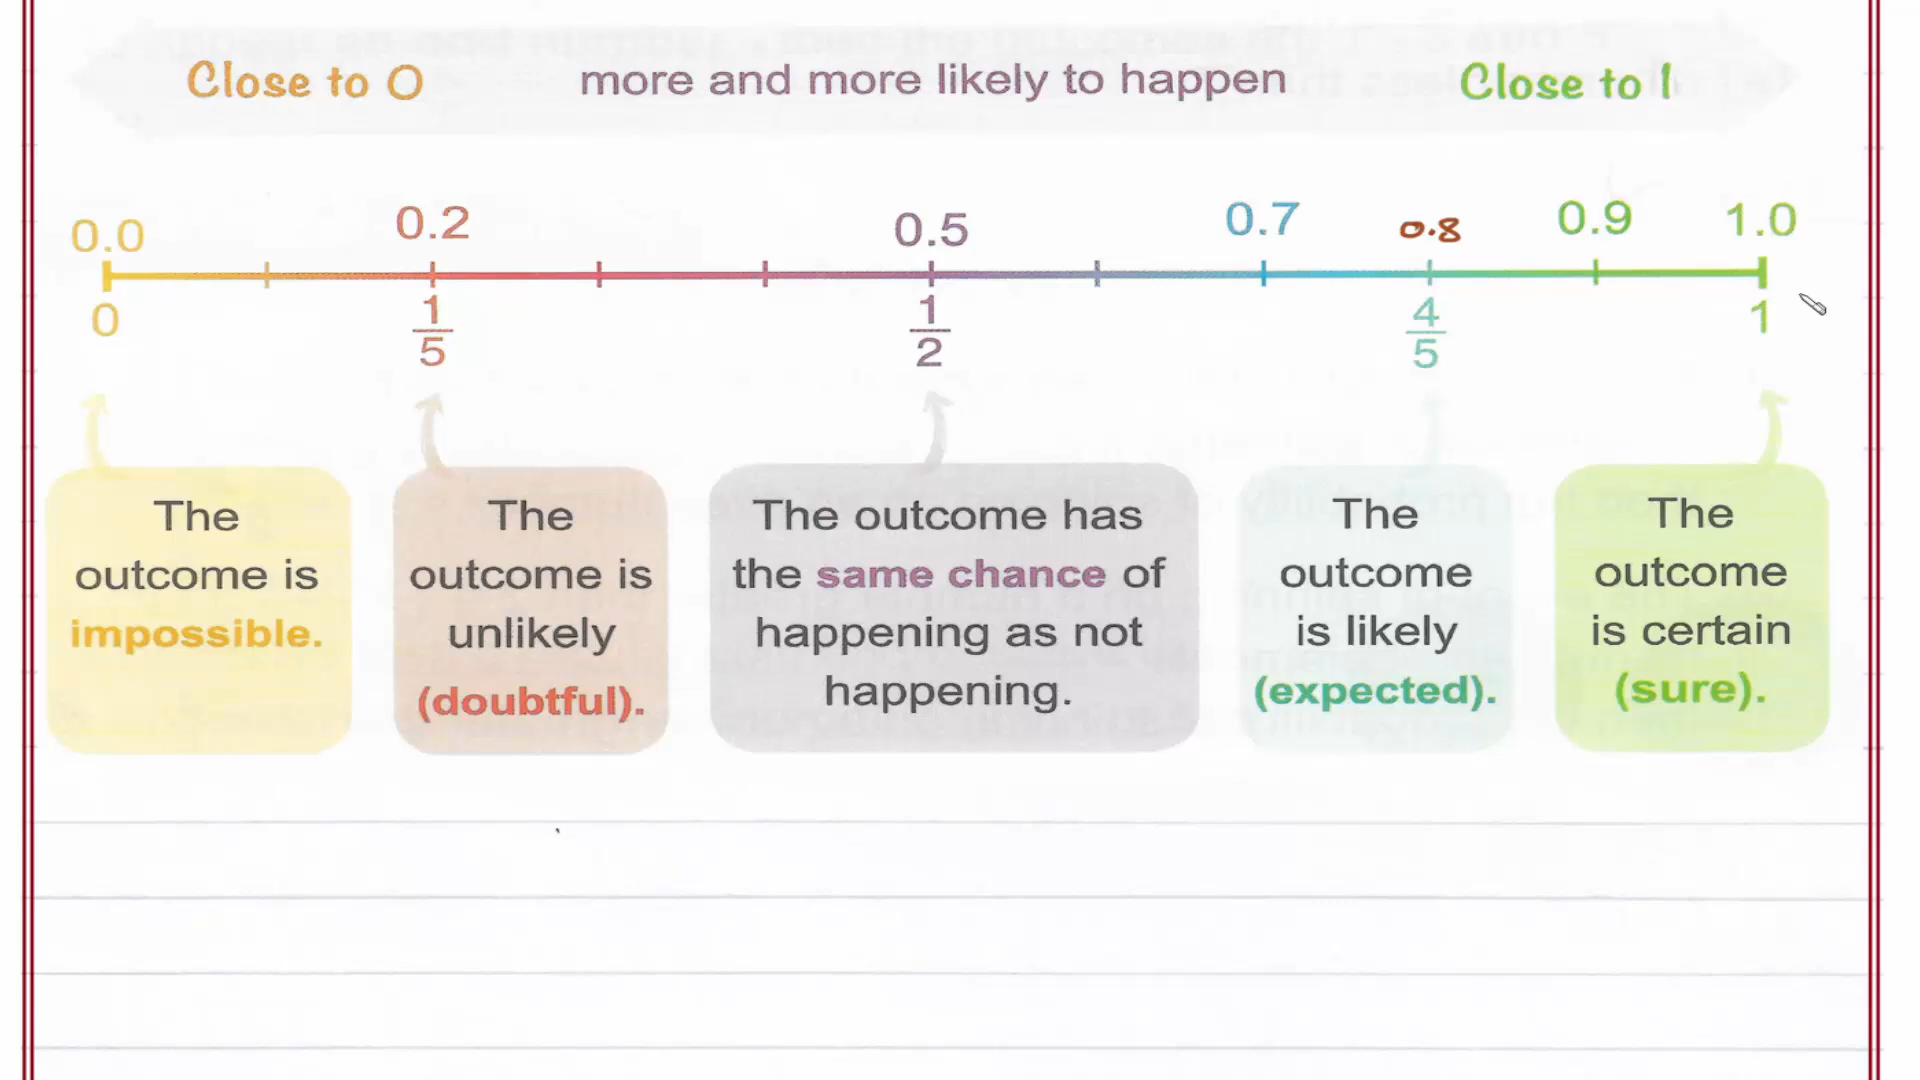 Close to 0 more and more likely to happen Close to 1
0.0 0.2 0.5 0.7 0.8 0.9 1.0
0 1/5 1/2 4/5 1
The
outcome is
impossible.
The
outcome is
unlikely
(doubtful).
The outcome has
the same chance of
happening as not
happening.
The
outcome
is likely
(expected).
The
outcome
is certain
(sure).